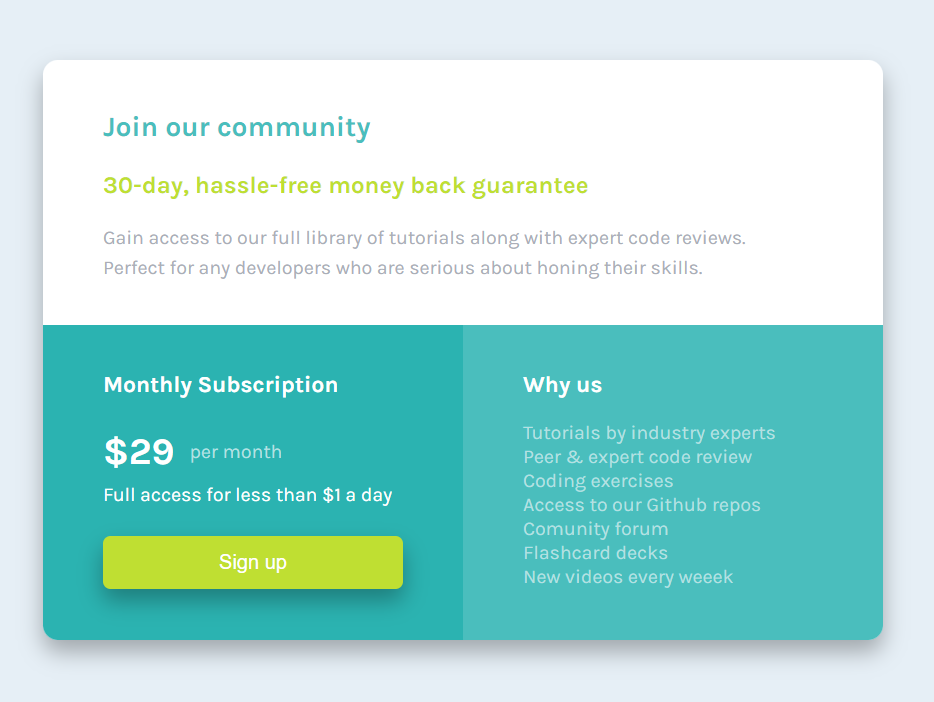 Join our community
30-day, hassle-free money back guarantee
Gain access to our full library of tutorials along with expert code reviews.
Perfect for any developers who are serious about honing their skills.
Monthly Subscription
$29 per month
Full access for less than $1 a day
Sign up
Why us
Tutorials by industry experts
Peer & expert code review
Coding exercises
Access to our Github repos
Comunity forum
Flashcard decks
New videos every weeek